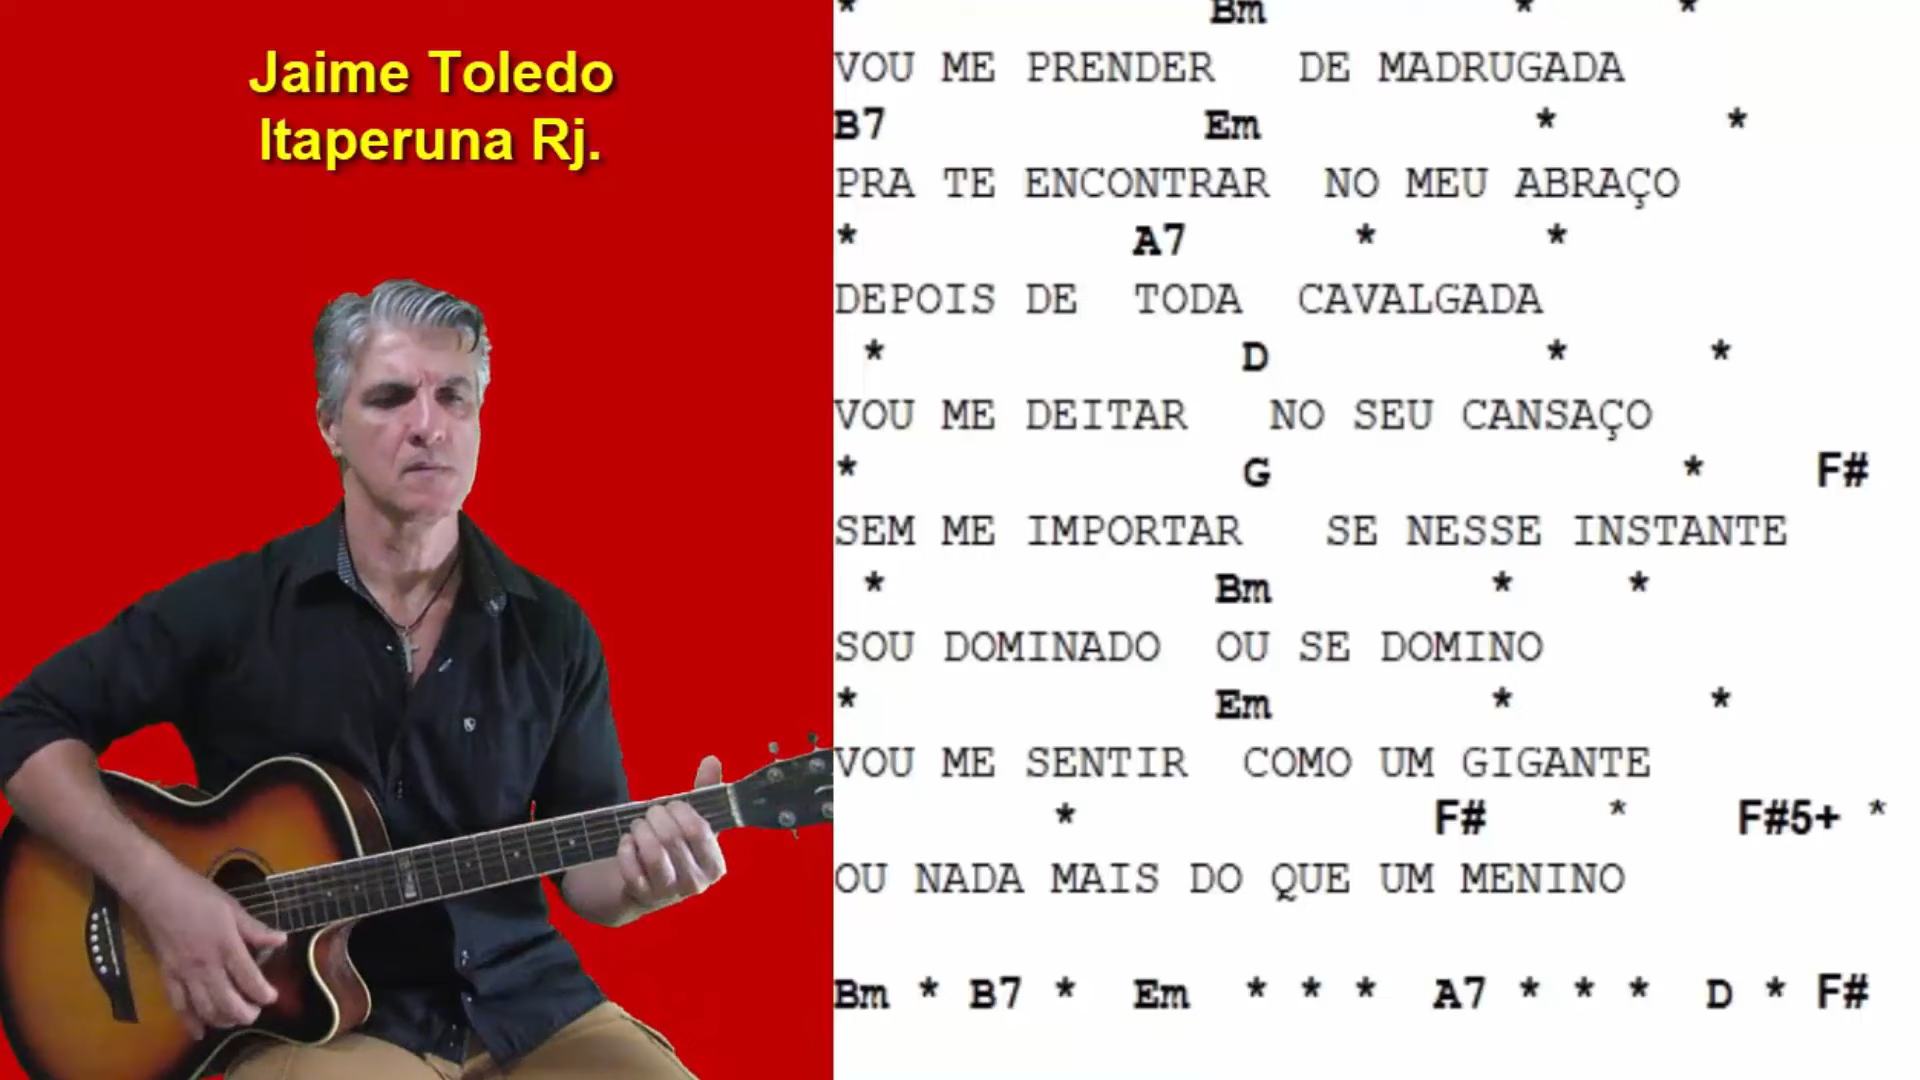 Jaime Toledo
Itaperuna Rj.
* Bm * *
VOU ME PRENDER DE MADRUGADA
B7 Em * *
PRA TE ENCONTRAR NO MEU ABRAÇO
* A7 * *
DEPOIS DE TODA CAVALGADA
* D * *
VOU ME DEITAR NO SEU CANSAÇO
* G * F#
SEM ME IMPORTAR SE NESSE INSTANTE
* Bm * *
SOU DOMINADO OU SE DOMINO
* Em * *
VOU ME SENTIR COMO UM GIGANTE
* F# * F#5+ *
OU NADA MAIS DO QUE UM MENINO
Bm * B7 * Em * * * A7 * * * D * F#